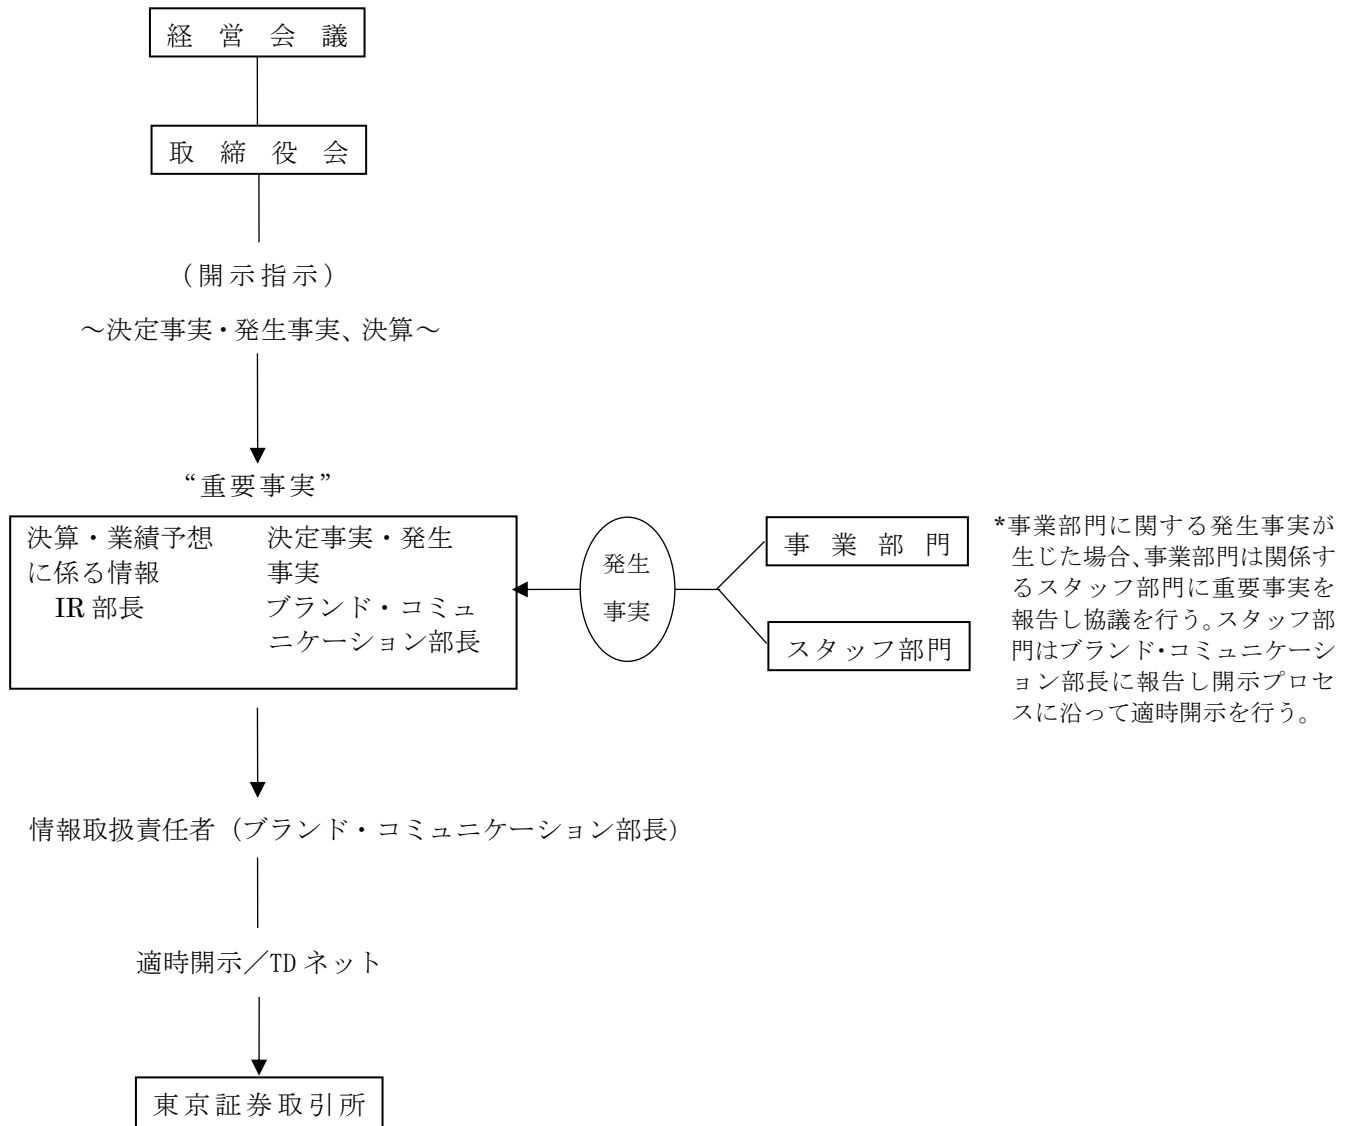 経営会議
取締役会
（開示指示）
～決定事実・発生事実、決算～
“重要事実”
決算・業績予想
に係る情報
IR 部長
決定事実・発生
事実
ブランド・コミュ
ニケーション部長
発生
事実
事業部門
スタッフ部門
*事業部門に関する発生事実が
生じた場合、事業部門は関係す
るスタッフ部門に重要事実を
報告し協議を行う。スタッフ部
門はブランド・コミュニケーシ
ョン部長に報告し開示プロセ
スに沿って適時開示を行う。
情報取扱責任者（ブランド・コミュニケーション部長）
適時開示／TD ネット
東京証券取引所